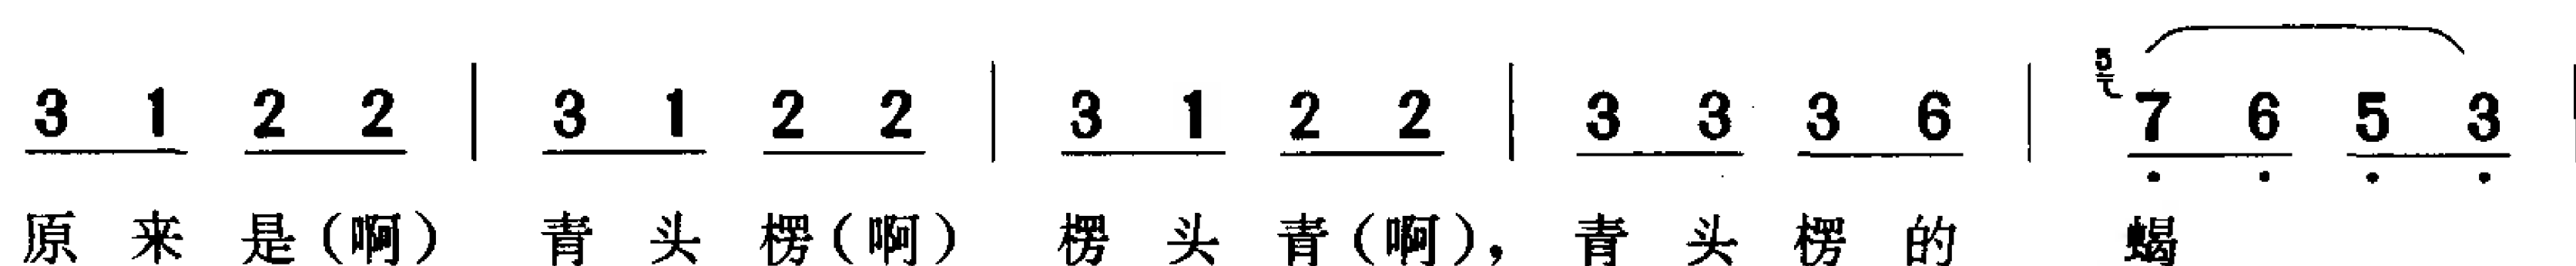 3 1 2 2 | 3 1 2 2 | 3 1 2 2 | 3 3 3 6 | 5 7 6 5 3 |
原 来 是(啊) 青 头 楞(啊) 楞 头 青(啊), 青 头 楞 的 蝎